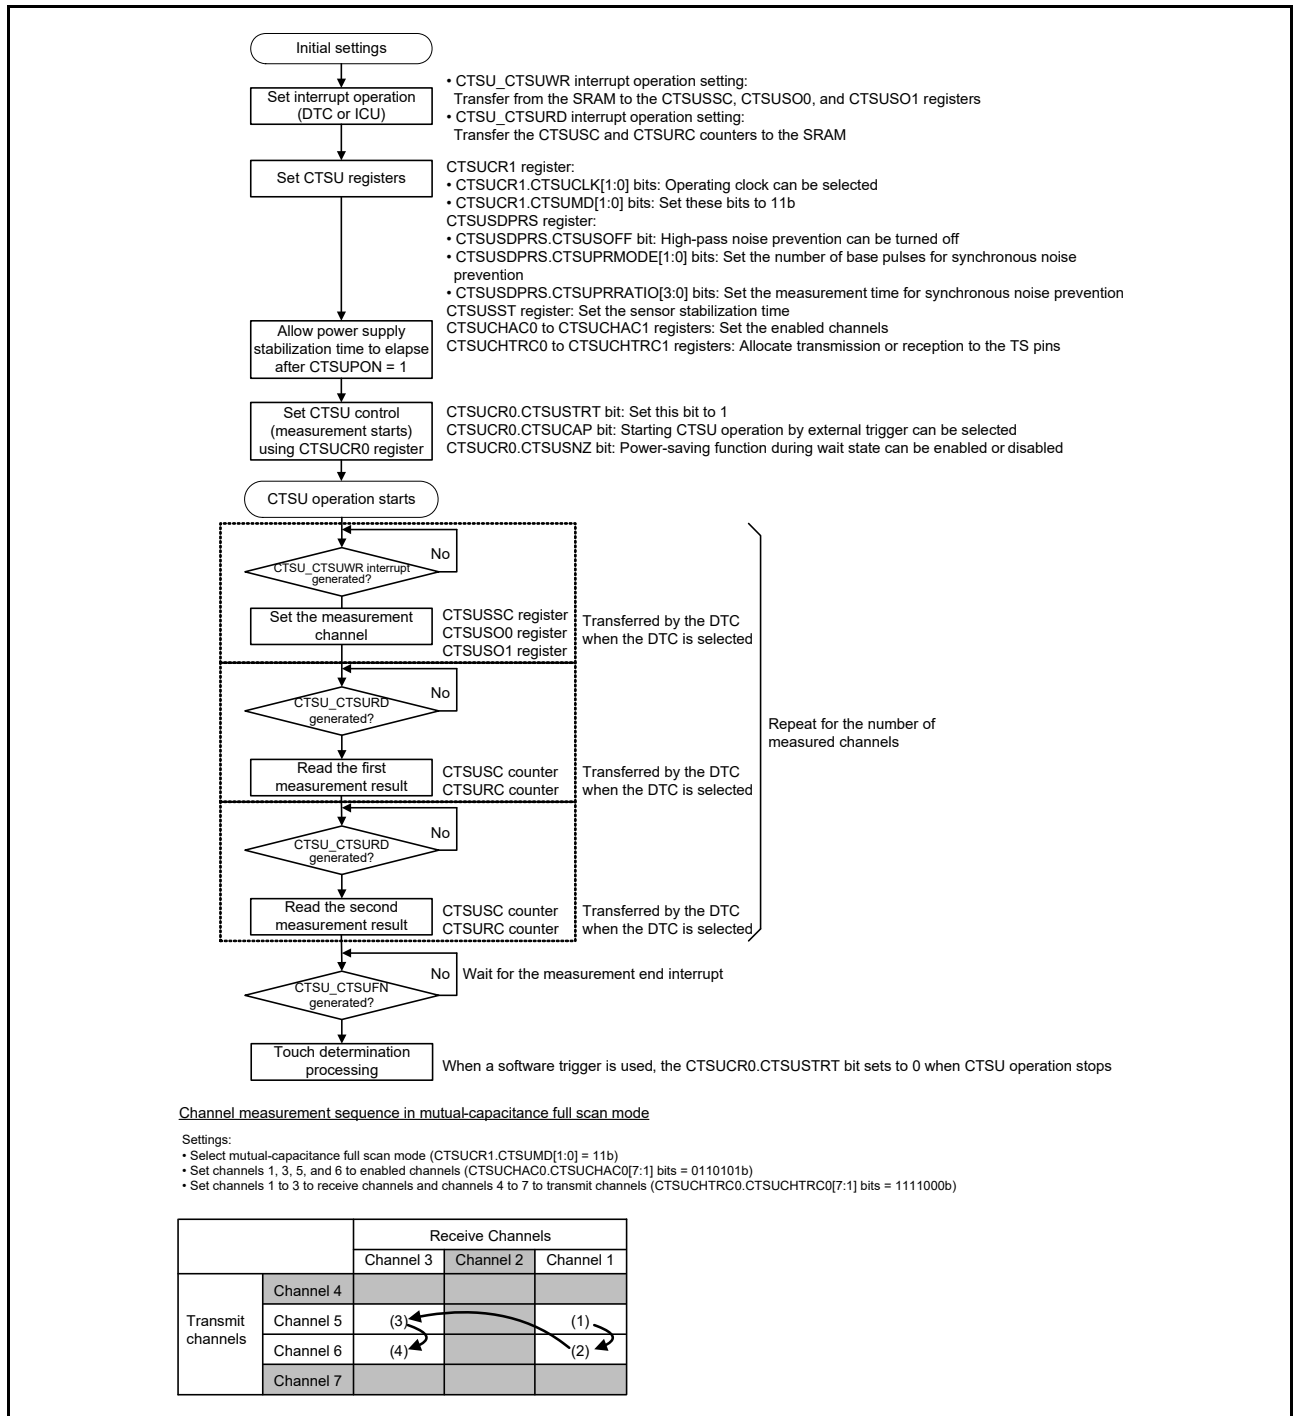 Initial settings
Set interrupt operation
(DTC or ICU)
• CTSU_CTSUWR interrupt operation setting:
Transfer from the SRAM to the CTSUSSC, CTSUSO0, and CTSUSO1 registers
• CTSU_CTSURD interrupt operation setting:
Transfer the CTSUSC and CTSURC counters to the SRAM
Set CTSU registers
CTSUCR1 register:
• CTSUCR1.CTSUCLK[1:0] bits: Operating clock can be selected
• CTSUCR1.CTSUMD[1:0] bits: Set these bits to 11b
CTSUSDPRS register:
• CTSUSDPRS.CTSUSOFF bit: High-pass noise prevention can be turned off
• CTSUSDPRS.CTSUPRMODE[1:0] bits: Set the number of base pulses for synchronous noise
prevention
• CTSUSDPRS.CTSUPRRATIO[3:0] bits: Set the measurement time for synchronous noise prevention
CTSUSST register: Set the sensor stabilization time
CTSUCHAC0 to CTSUCHAC1 registers: Set the enabled channels
CTSUCHTRC0 to CTSUCHTRC1 registers: Allocate transmission or reception to the TS pins
Allow power supply
stabilization time to elapse
after CTSUPON = 1
Set CTSU control
(measurement starts)
using CTSUCR0 register
CTSUCR0.CTSUSTRT bit: Set this bit to 1
CTSUCR0.CTSUCAP bit: Starting CTSU operation by external trigger can be selected
CTSUCR0.CTSUSNZ bit: Power-saving function during wait state can be enabled or disabled
CTSU operation starts
No
CTSU_CTSUWR interrupt
generated?
Set the measurement
channel
CTSUSSC register
CTSUSO0 register
CTSUSO1 register
Transferred by the DTC
when the DTC is selected
No
CTSU_CTSURD
generated?
Repeat for the number of
measured channels
Read the first
measurement result
CTSUSC counter
CTSURC counter
Transferred by the DTC
when the DTC is selected
No
CTSU_CTSURD
generated?
Read the second
measurement result
CTSUSC counter
CTSURC counter
Transferred by the DTC
when the DTC is selected
No
Wait for the measurement end interrupt
CTSU_CTSUFN
generated?
Touch determination
processing
When a software trigger is used, the CTSUCR0.CTSUSTRT bit sets to 0 when CTSU operation stops
Channel measurement sequence in mutual-capacitance full scan mode
Settings:
• Select mutual-capacitance full scan mode (CTSUCR1.CTSUMD[1:0] = 11b)
• Set channels 1, 3, 5, and 6 to enabled channels (CTSUCHAC0.CTSUCHAC0[7:1] bits = 0110101b)
• Set channels 1 to 3 to receive channels and channels 4 to 7 to transmit channels (CTSUCHTRC0.CTSUCHTRC0[7:1] bits = 1111000b)
Receive Channels
Channel 3 Channel 2 Channel 1
Transmit
channels
Channel 4
Channel 5 (3) (1)
Channel 6 (4) (2)
Channel 7